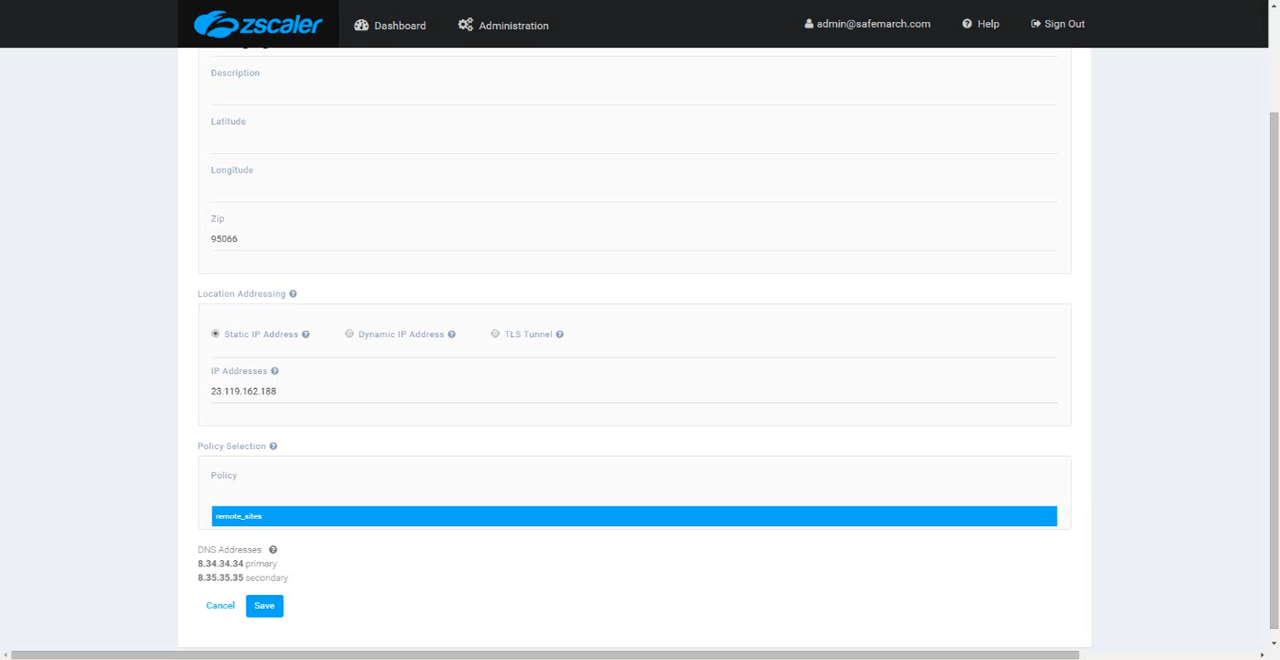 zscaler Dashboard Administration admin@safemarch.com Help Sign Out
Description
Latitude
Longitude
Zip
95066
Location Addressing
Static IP Address Dynamic IP Address TLS Tunnel
IP Addresses
23.119.162.188
Policy Selection
Policy
remote_sites
DNS Addresses:
8.34.34.34 primary
8.35.35.35 secondary
Cancel Save